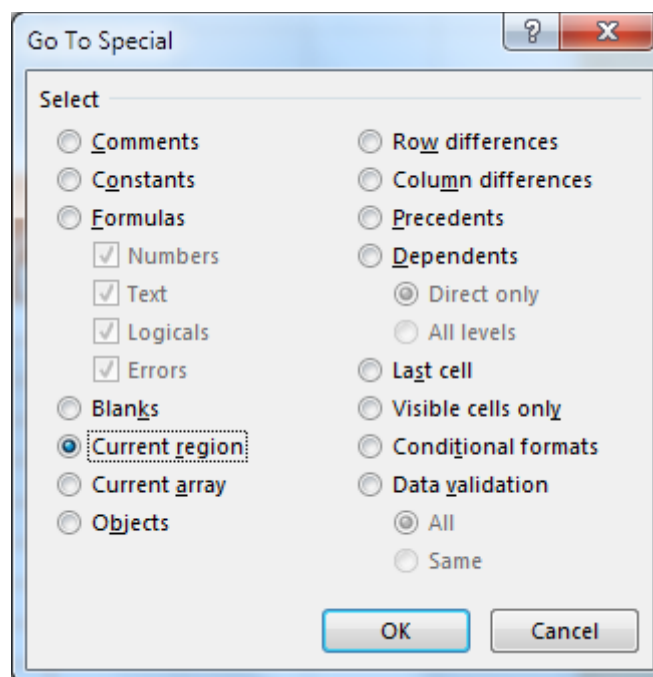 Go To Special
Select
Comments
Constants
Formulas
Numbers
Text
Logicals
Errors
Blanks
Current region
Current array
Objects
Row differences
Column differences
Precedents
Dependents
Direct only
All levels
Last cell
Visible cells only
Conditional formats
Data validation
All
Same
OK
Cancel